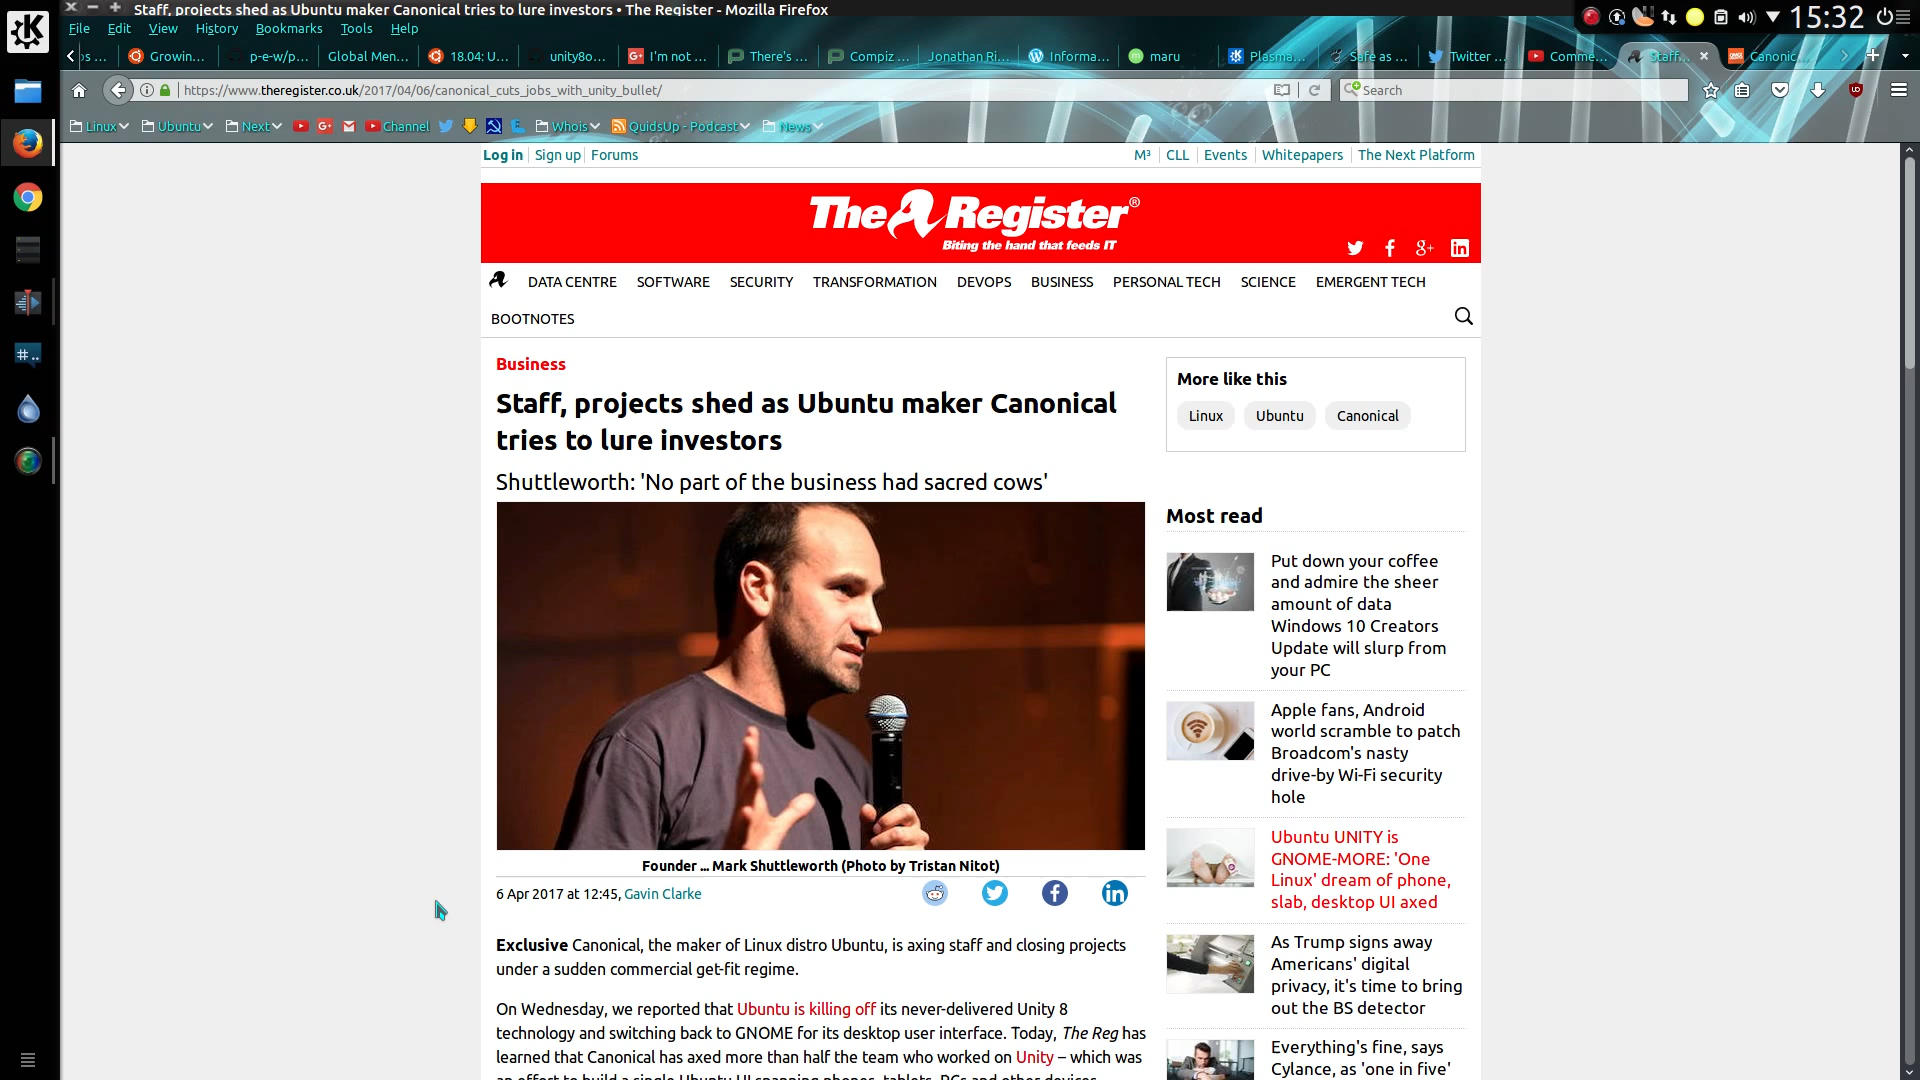 Staff, projects shed as Ubuntu maker Canonical tries to lure investors • The Register - Mozilla Firefox
15:32
File Edit View History Bookmarks Tools Help
Growin... p-e-w/p... Global Men... 18.04: U... unity8o... I'm not ... There's ... Compiz ... Jonathan Ri... Informa... maru Plasma... Safe as ... Twitter ... Comme... Staff... Canonic...
https://www.theregister.co.uk/2017/04/06/canonical_cuts_jobs_with_unity_bullet/
Search
Linux Ubuntu Next Channel Whois QuidsUp - Podcast News
Log in Sign up Forums
M³ CLL Events Whitepapers The Next Platform
The Register®
Biting the hand that feeds IT
DATA CENTRE SOFTWARE SECURITY TRANSFORMATION DEVOPS BUSINESS PERSONAL TECH SCIENCE EMERGENT TECH
BOOTNOTES
Business
Staff, projects shed as Ubuntu maker Canonical
tries to lure investors
Shuttleworth: 'No part of the business had sacred cows'
Founder ... Mark Shuttleworth (Photo by Tristan Nitot)
6 Apr 2017 at 12:45, Gavin Clarke
Exclusive Canonical, the maker of Linux distro Ubuntu, is axing staff and closing projects
under a sudden commercial get-fit regime.
On Wednesday, we reported that Ubuntu is killing off its never-delivered Unity 8
technology and switching back to GNOME for its desktop user interface. Today, The Reg has
learned that Canonical has axed more than half the team who worked on Unity – which was
an effort to build a single Ubuntu UI spanning phones, tablets, PCs and other devices.
More like this
Linux Ubuntu Canonical
Most read
Put down your coffee
and admire the sheer
amount of data
Windows 10 Creators
Update will slurp from
your PC
Apple fans, Android
world scramble to patch
Broadcom's nasty
drive-by Wi-Fi security
hole
Ubuntu UNITY is
GNOME-MORE: 'One
Linux' dream of phone,
slab, desktop UI axed
As Trump signs away
Americans' digital
privacy, it's time to bring
out the BS detector
Everything's fine, says
Cylance, as 'one in five'